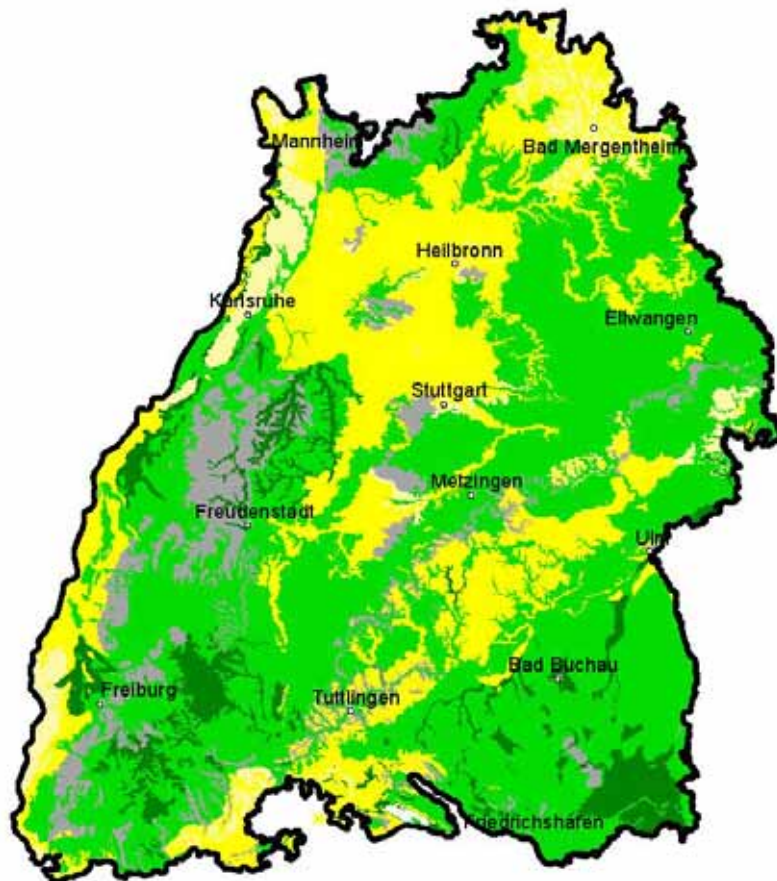 Mannheim
Bad Mergentheim
Heilbronn
Karlsruhe
Ellwangen
Stuttgart
Metzingen
Freudenstadt
Ulm
Bad Buchau
Freiburg
Tuttlingen
Friedrichshafen